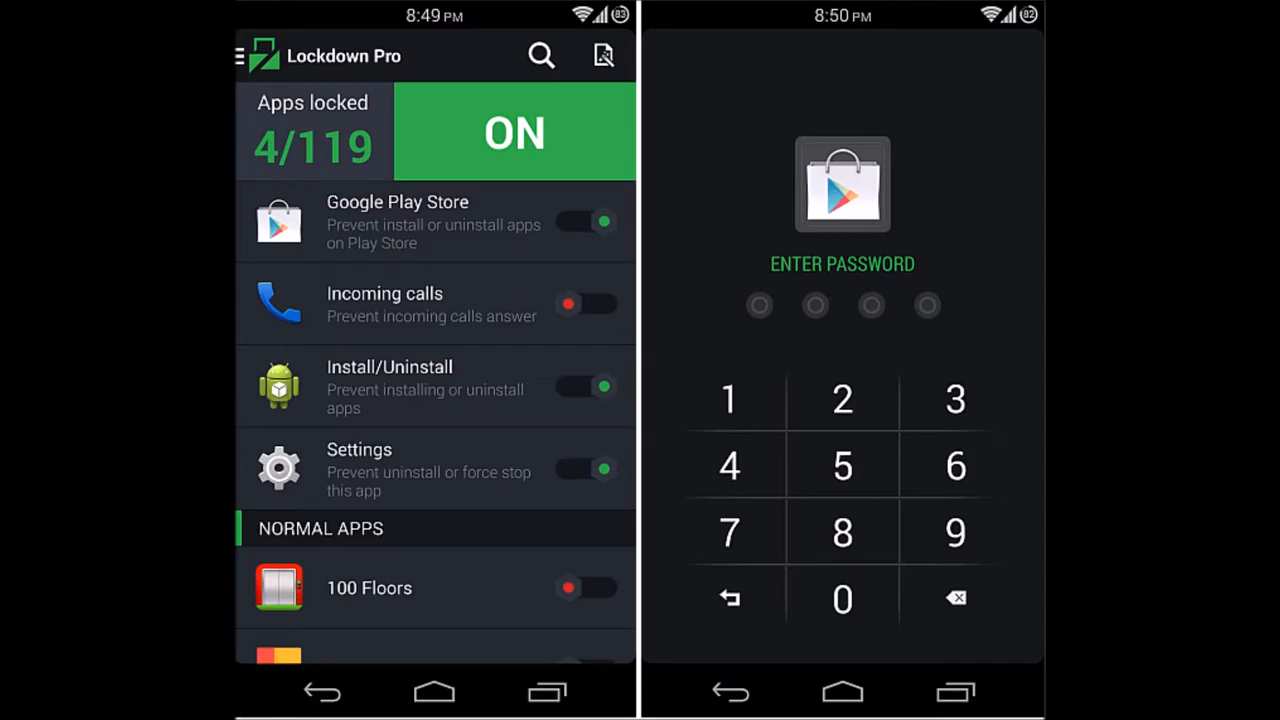 8:49 PM
83
Lockdown Pro
Apps locked
4/119
ON
Google Play Store
Prevent install or uninstall apps
on Play Store
Incoming calls
Prevent incoming calls answer
Install/Uninstall
Prevent installing or uninstall
apps
Settings
Prevent uninstall or force stop
this app
NORMAL APPS
100 Floors
8:50 PM
82
ENTER PASSWORD
1 2 3
4 5 6
7 8 9
0